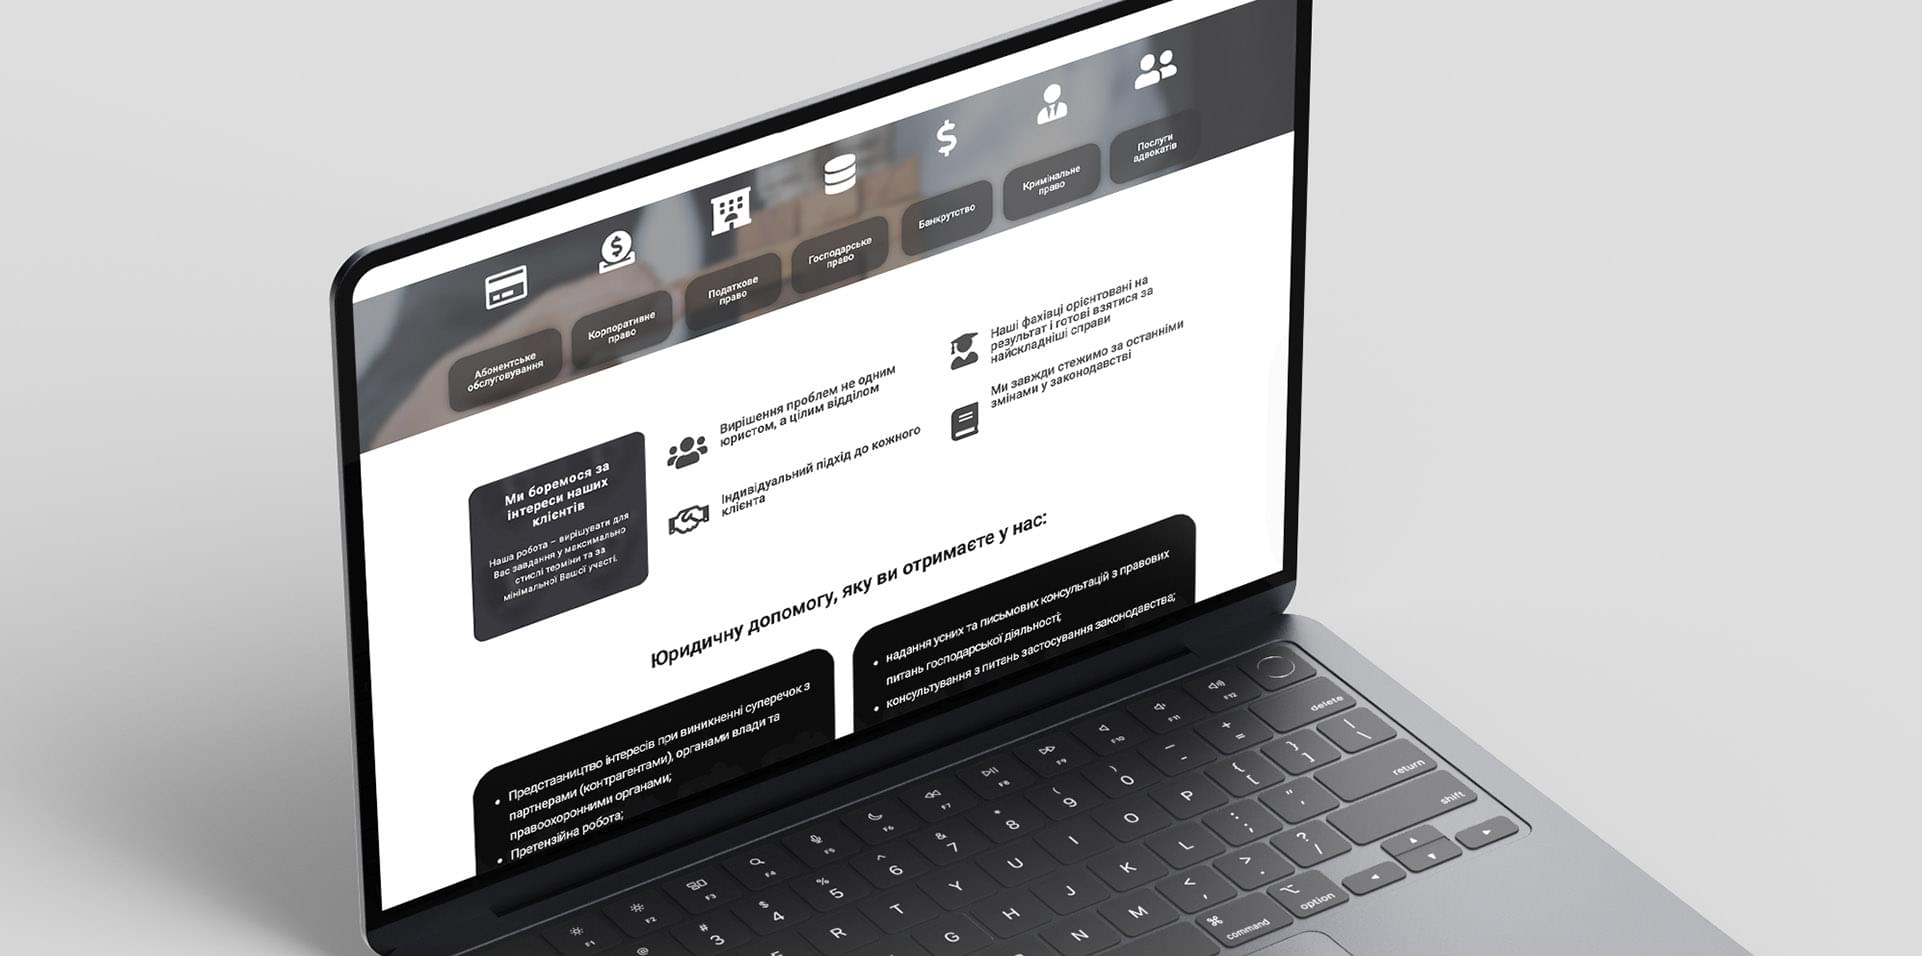 Абонентське
обслуговування
Корпоративне
право
Податкове
право
Господарське
право
Банкрутство
Кримінальне
право
Послуги
адвокатів
Ми боремося за
інтереси наших
клієнтів
Наша робота – вирішувати для
Вас завдання у максимально
стислі терміни та за
мінімальної Вашої участі.
Вирішення проблем не одним
юристом, а цілим відділом
Індивідуальний підхід до кожного
клієнта
Наші фахівці орієнтовані на
результат і готові взятися за
найскладніші справи
Ми завжди стежимо за останніми
змінами у законодавстві
Юридичну допомогу, яку ви отримаєте у нас:
• Представництво інтересів при виникненні суперечок з
партнерами (контрагентами), органами влади та
правоохоронними органами;
• Претензійна робота;
• надання усних та письмових консультацій з правових
питань господарської діяльності;
• консультування з питань застосування законодавства;
F1 F2 F3 F4 F5 F6 F7 F8 F9 F10 F11 F12
@ # 3 $ 4 % 5 ^ 6 & 7 * 8 ( 9 ) 0 _ - + = delete
R T Y U I O P { [ } ] | \
G H J K L : ; " ' return
N M < , > . ? / shift
⌘ command ⌥ option